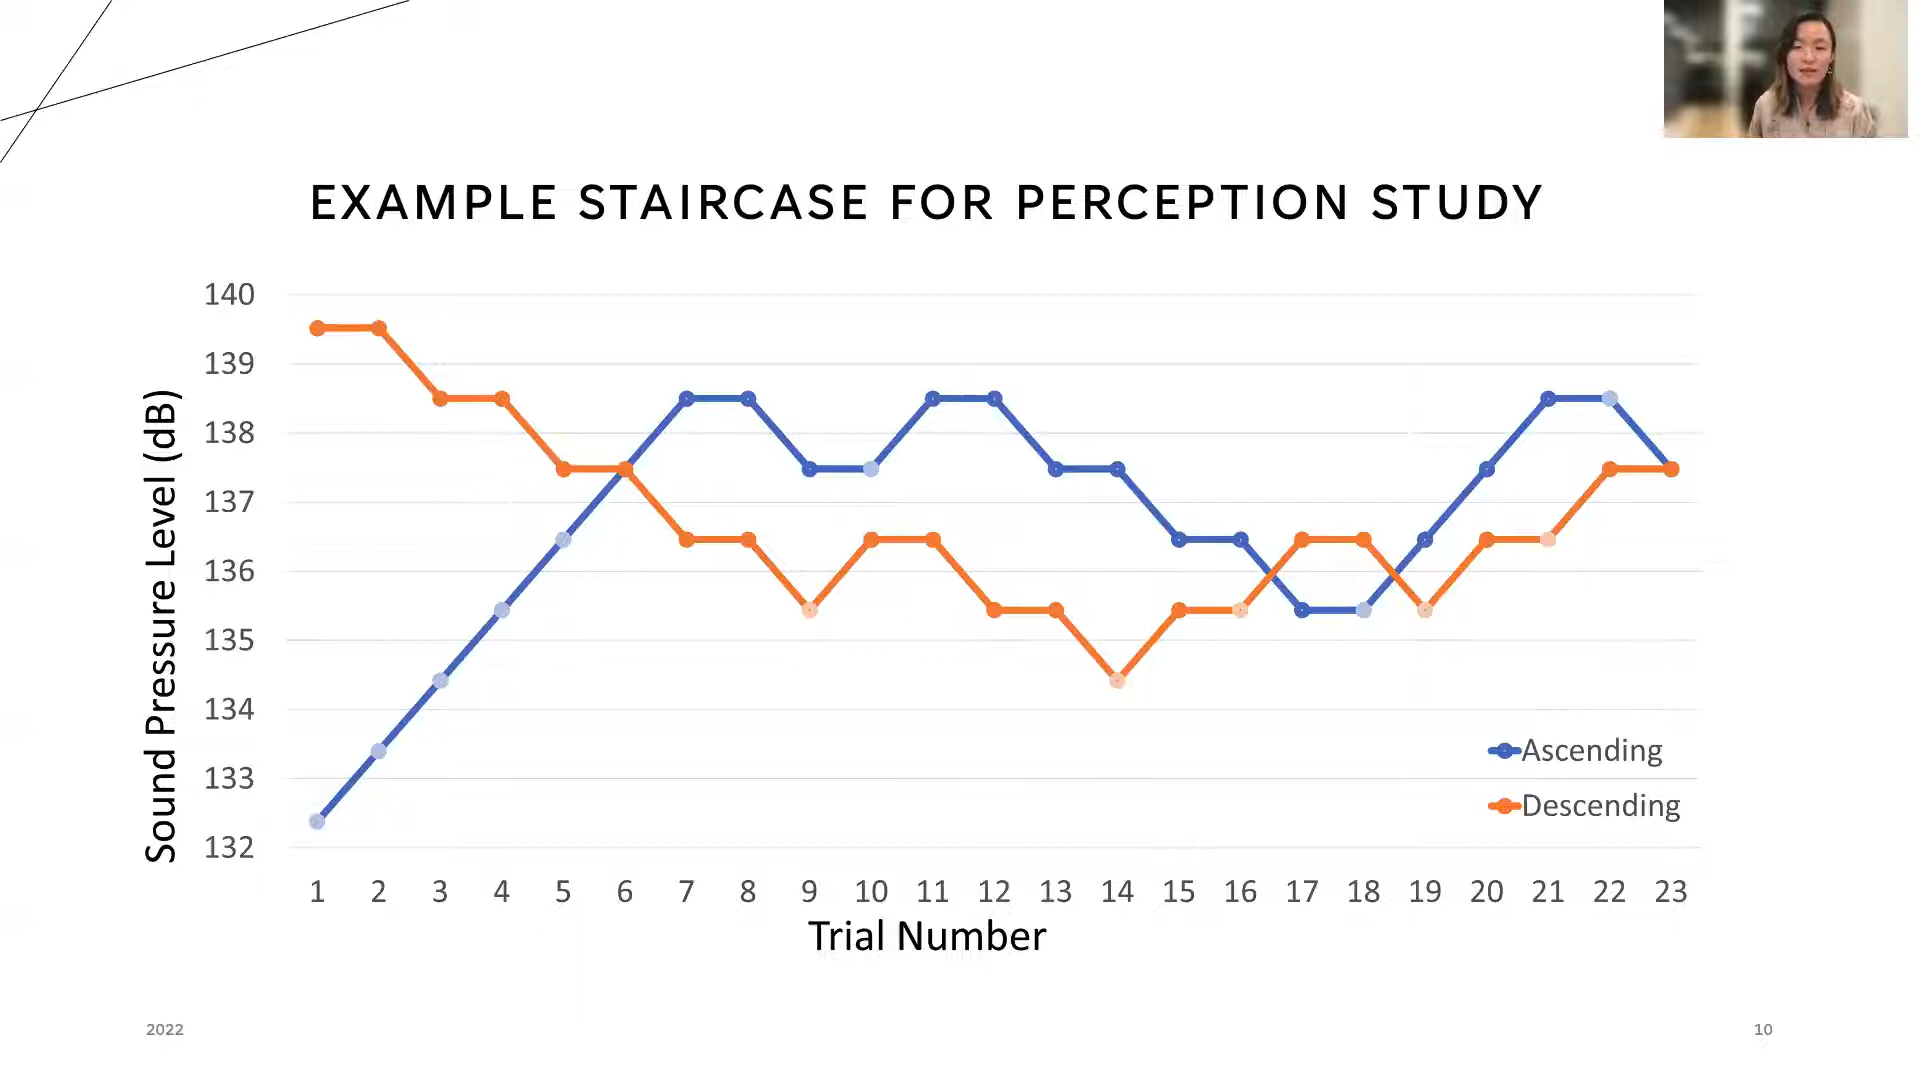 EXAMPLE STAIRCASE FOR PERCEPTION STUDY
Sound Pressure Level (dB)
140
139
138
137
136
135
134
133
132
Ascending
Descending
1 2 3 4 5 6 7 8 9 10 11 12 13 14 15 16 17 18 19 20 21 22 23
Trial Number
2022
10